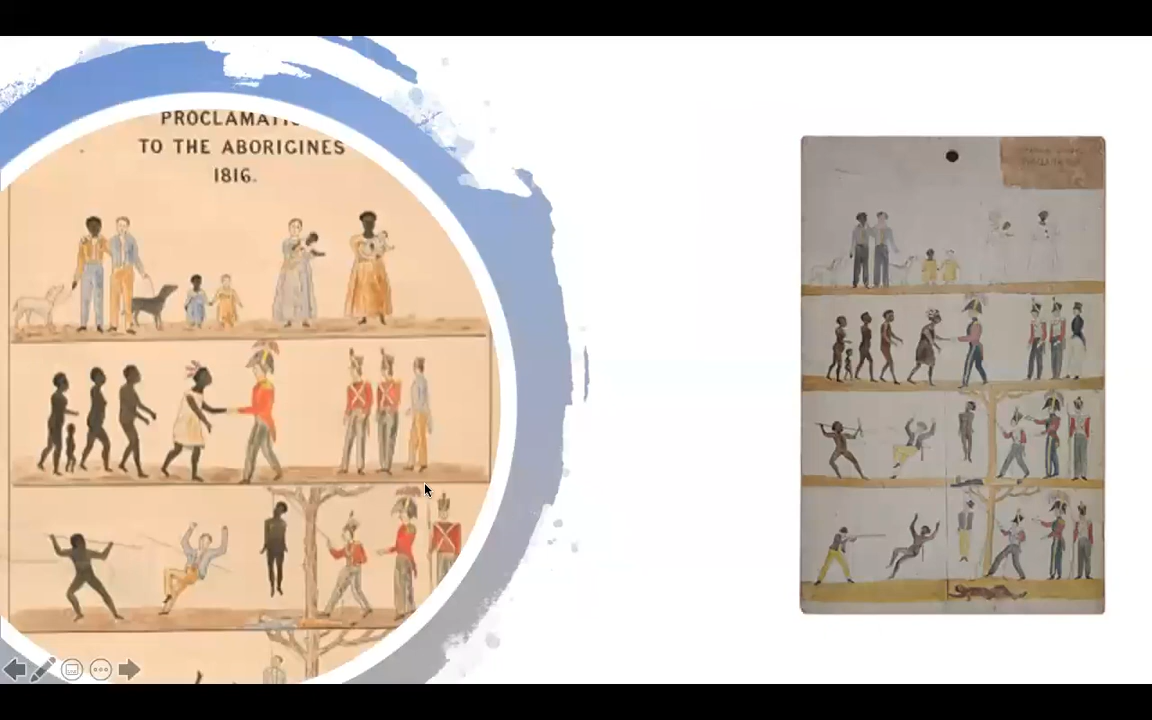 PROCLAMATI
TO THE ABORIGINES
1816.